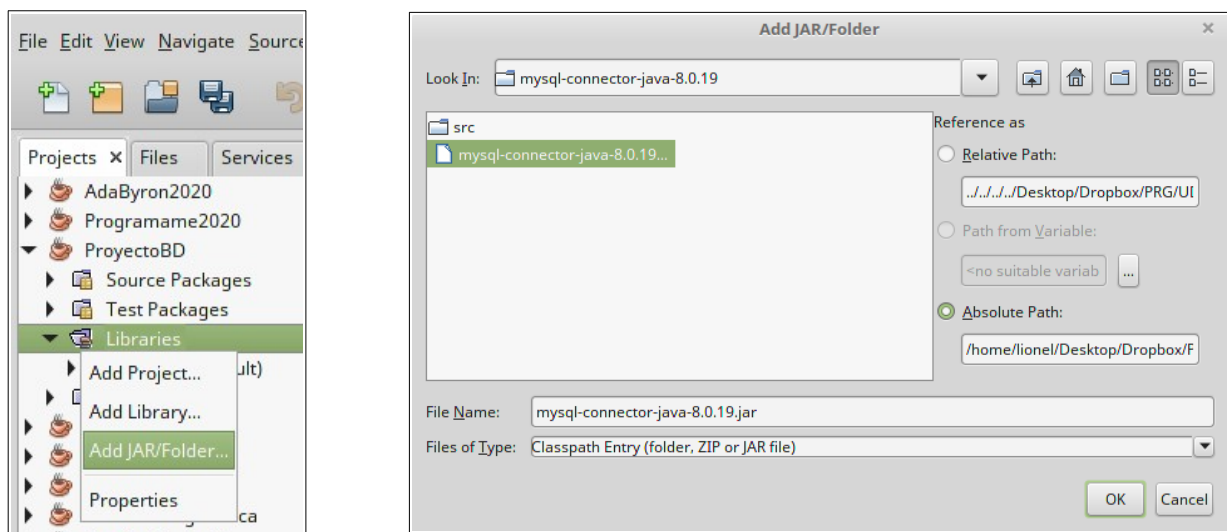 File Edit View Navigate Source
Projects × Files Services
AdaByron2020
Programame2020
ProyectoBD
Source Packages
Test Packages
Libraries
Add Project... ult)
Add Library...
Add JAR/Folder...
Properties
ca
Add JAR/Folder
Look In: mysql-connector-java-8.0.19
src
mysql-connector-java-8.0.19...
Reference as
Relative Path:
../../../../Desktop/Dropbox/PRG/UI
Path from Variable:
<no suitable variab ...
Absolute Path:
/home/lionel/Desktop/Dropbox/F
File Name: mysql-connector-java-8.0.19.jar
Files of Type: Classpath Entry (folder, ZIP or JAR file)
OK Cancel